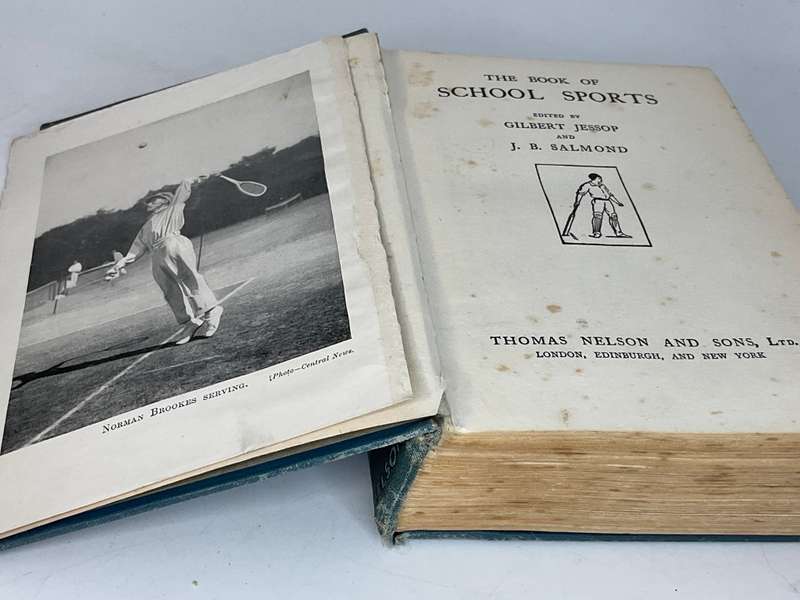 NORMAN BROOKES SERVING.
[Photo—Central News.
THE BOOK OF
SCHOOL SPORTS
EDITED BY
GILBERT JESSOP
AND
J. B. SALMOND
THOMAS NELSON AND SONS, LTD.
LONDON, EDINBURGH, AND NEW YORK